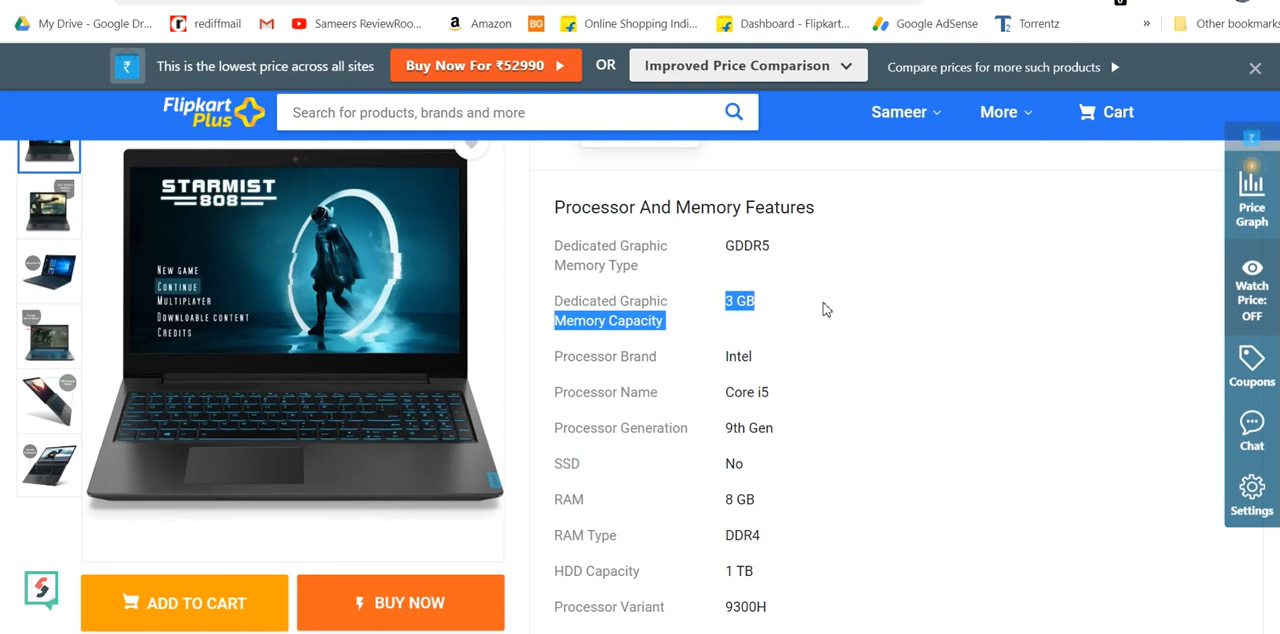 My Drive - Google Dr... rediffmail Sameers ReviewRoo... Amazon BG Online Shopping Indi... Dashboard - Flipkart... Google AdSense Torrentz » Other bookmarks
₹ This is the lowest price across all sites Buy Now For ₹52990 OR Improved Price Comparison Compare prices for more such products
Flipkart
Plus
Search for products, brands and more
Sameer More Cart
STARMIST
808
NEW GAME
CONTINUE
MULTIPLAYER
DOWNLOADABLE CONTENT
CREDITS
ADD TO CART BUY NOW
Processor And Memory Features
Dedicated Graphic Memory Type GDDR5
Dedicated Graphic Memory Capacity 3 GB
Processor Brand Intel
Processor Name Core i5
Processor Generation 9th Gen
SSD No
RAM 8 GB
RAM Type DDR4
HDD Capacity 1 TB
Processor Variant 9300H
₹
Price
Graph
Watch
Price:
OFF
Coupons
Chat
Settings